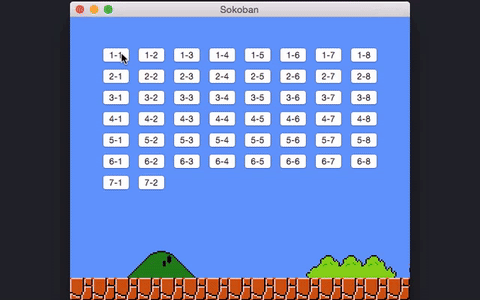 Sokoban
1-1 1-2 1-3 1-4 1-5 1-6 1-7 1-8
2-1 2-2 2-3 2-4 2-5 2-6 2-7 2-8
3-1 3-2 3-3 3-4 3-5 3-6 3-7 3-8
4-1 4-2 4-3 4-4 4-5 4-6 4-7 4-8
5-1 5-2 5-3 5-4 5-5 5-6 5-7 5-8
6-1 6-2 6-3 6-4 6-5 6-6 6-7 6-8
7-1 7-2